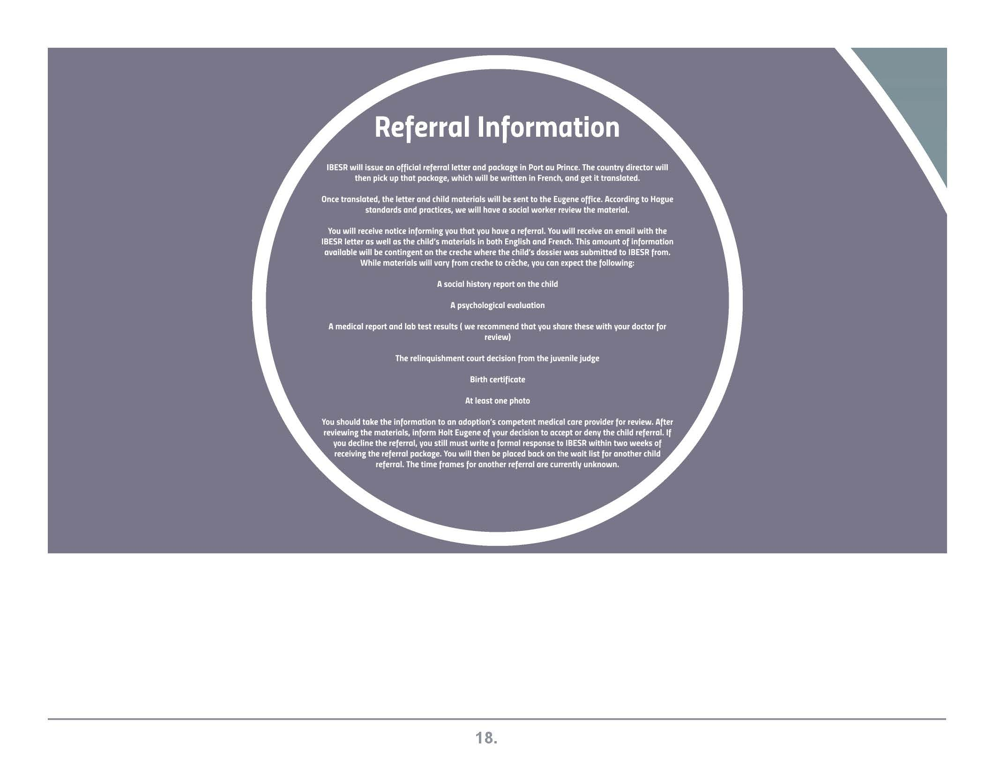 Referral Information
IBESR will issue an official referral letter and package in Port au Prince. The country director will
then pick up that package, which will be written in French, and get it translated.
Once translated, the letter and child materials will be sent to the Eugene office. According to Hague
standards and practices, we will have a social worker review the material.
You will receive notice informing you that you have a referral. You will receive an email with the
IBESR letter as well as the child's materials in both English and French. This amount of information
available will be contingent on the creche where the child's dossier was submitted to IBESR from.
While materials will vary from creche to crèche, you can expect the following:
A social history report on the child
A psychological evaluation
A medical report and lab test results ( we recommend that you share these with your doctor for
review)
The relinquishment court decision from the juvenile judge
Birth certificate
At least one photo
You should take the information to an adoption's competent medical care provider for review. After
reviewing the materials, inform Holt Eugene of your decision to accept or deny the child referral. If
you decline the referral, you still must write a formal response to IBESR within two weeks of
receiving the referral package. You will then be placed back on the wait list for another child
referral. The time frames for another referral are currently unknown.
18.